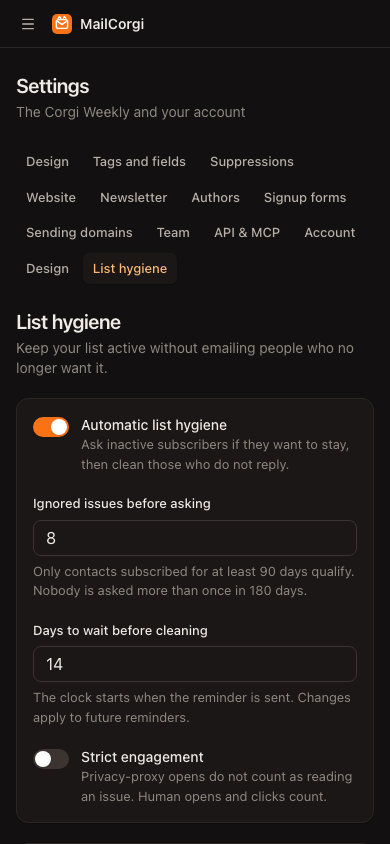 MailCorgi
Settings
The Corgi Weekly and your account
Design Tags and fields Suppressions
Website Newsletter Authors Signup forms
Sending domains Team API & MCP Account
Design List hygiene
List hygiene
Keep your list active without emailing people who no
longer want it.
Automatic list hygiene
Ask inactive subscribers if they want to stay,
then clean those who do not reply.
Ignored issues before asking
8
Only contacts subscribed for at least 90 days qualify.
Nobody is asked more than once in 180 days.
Days to wait before cleaning
14
The clock starts when the reminder is sent. Changes
apply to future reminders.
Strict engagement
Privacy-proxy opens do not count as reading
an issue. Human opens and clicks count.